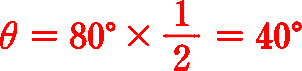 θ = 80° × 1/2 = 40°